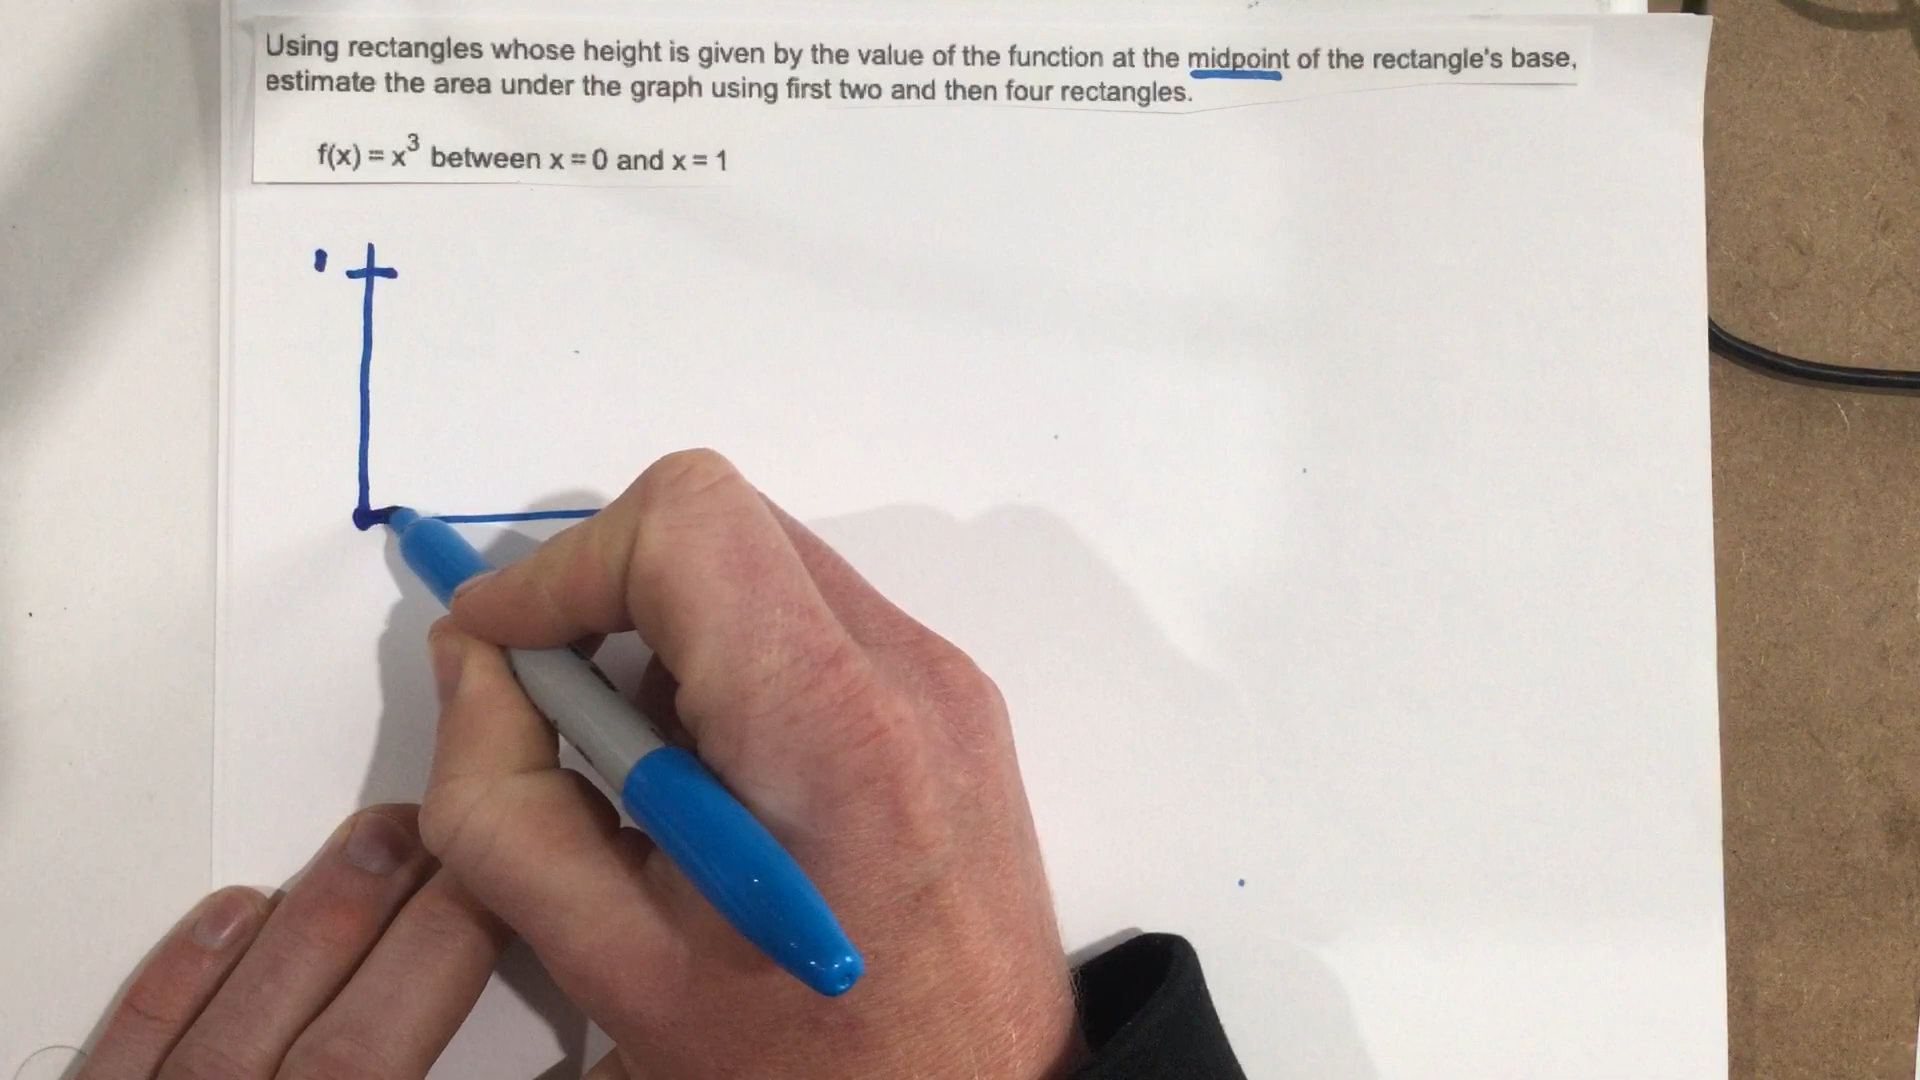 Using rectangles whose height is given by the value of the function at the midpoint of the rectangle's base,
estimate the area under the graph using first two and then four rectangles.
f(x) = x³ between x = 0 and x = 1